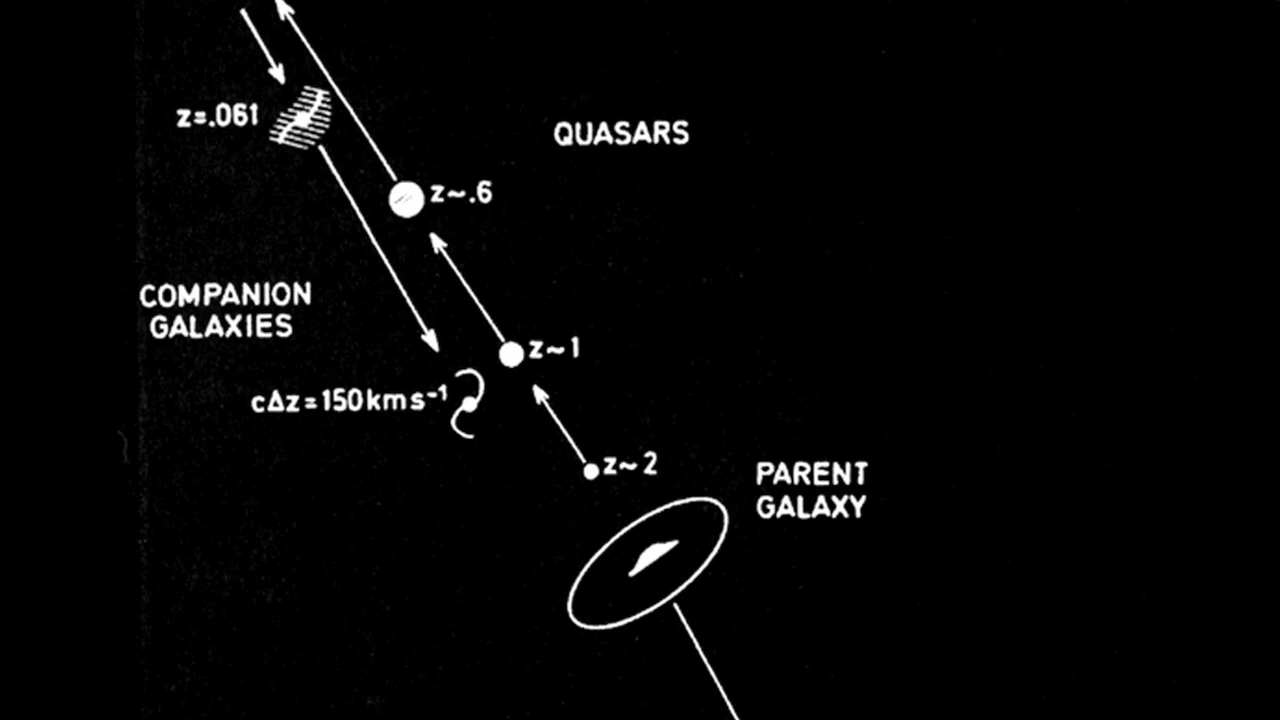 z=.061
QUASARS
z~.6
COMPANION
GALAXIES
z~1
cΔz=150kms⁻¹
z~2
PARENT
GALAXY